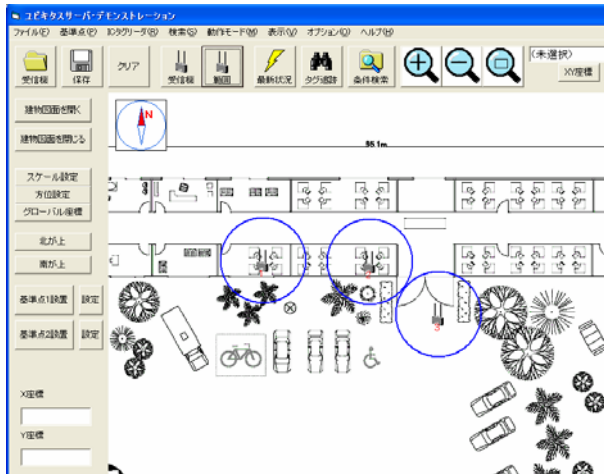 ユビキタスサーバ・デモンストレーション
ファイル(F) 基準点(P) ICタグリーダ(R) 検索(S) 動作モード(M) 表示(V) オプション(O) ヘルプ(H)
受信機 保存 クリア 受信機 範囲 最新状況 タグ追跡 条件検索
(未選択)
XY座標
建物図面を開く
建物図面を閉じる
スケール設定
方位設定
グローバル座標
北が上
南が上
基準点1設置 設定
基準点2設置 設定
X座標
Y座標
N
95.1m
2
3